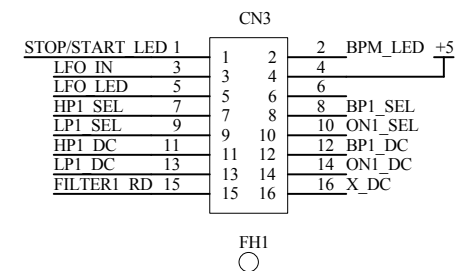 CN3
STOP/START_LED 1 1 2 2 BPM_LED +5
LFO_IN 3 3 4 4
LFO_LED 5 5 6 6
HP1_SEL 7 7 8 8 BP1_SEL
LP1_SEL 9 9 10 10 ON1_SEL
HP1_DC 11 11 12 12 BP1_DC
LP1_DC 13 13 14 14 ON1_DC
FILTER1_RD 15 15 16 16 X_DC
FH1